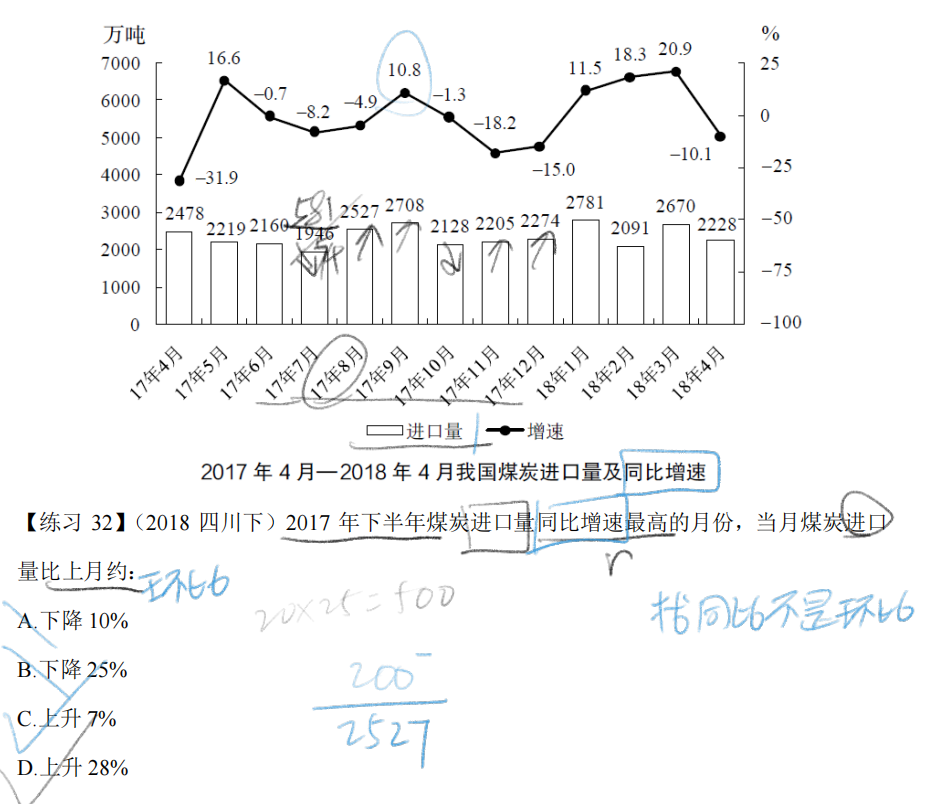 万吨 %
7000 6000 5000 4000 3000 2000 1000 0
25 0 −25 −50 −75 −100
−31.9 16.6 −0.7 −8.2 −4.9 10.8 −1.3 −18.2 −15.0 11.5 18.3 20.9 −10.1
581
2478 2219 2160 1946 2527 2708 2128 2205 2274 2781 2091 2670 2228
17年4月 17年5月 17年6月 17年7月 17年8月 17年9月 17年10月 17年11月 17年12月 18年1月 18年2月 18年3月 18年4月
进口量 增速
2017 年 4 月—2018 年 4 月我国煤炭进口量及同比增速
【练习 32】（2018 四川下）2017 年下半年煤炭进口量同比增速最高的月份，当月煤炭进口
r
量比上月约：
环比
20×25=500
找同比不是环比
A.下降 10%
B.下降 25%
C.上升 7%
D.上升 28%
200⁻
2527